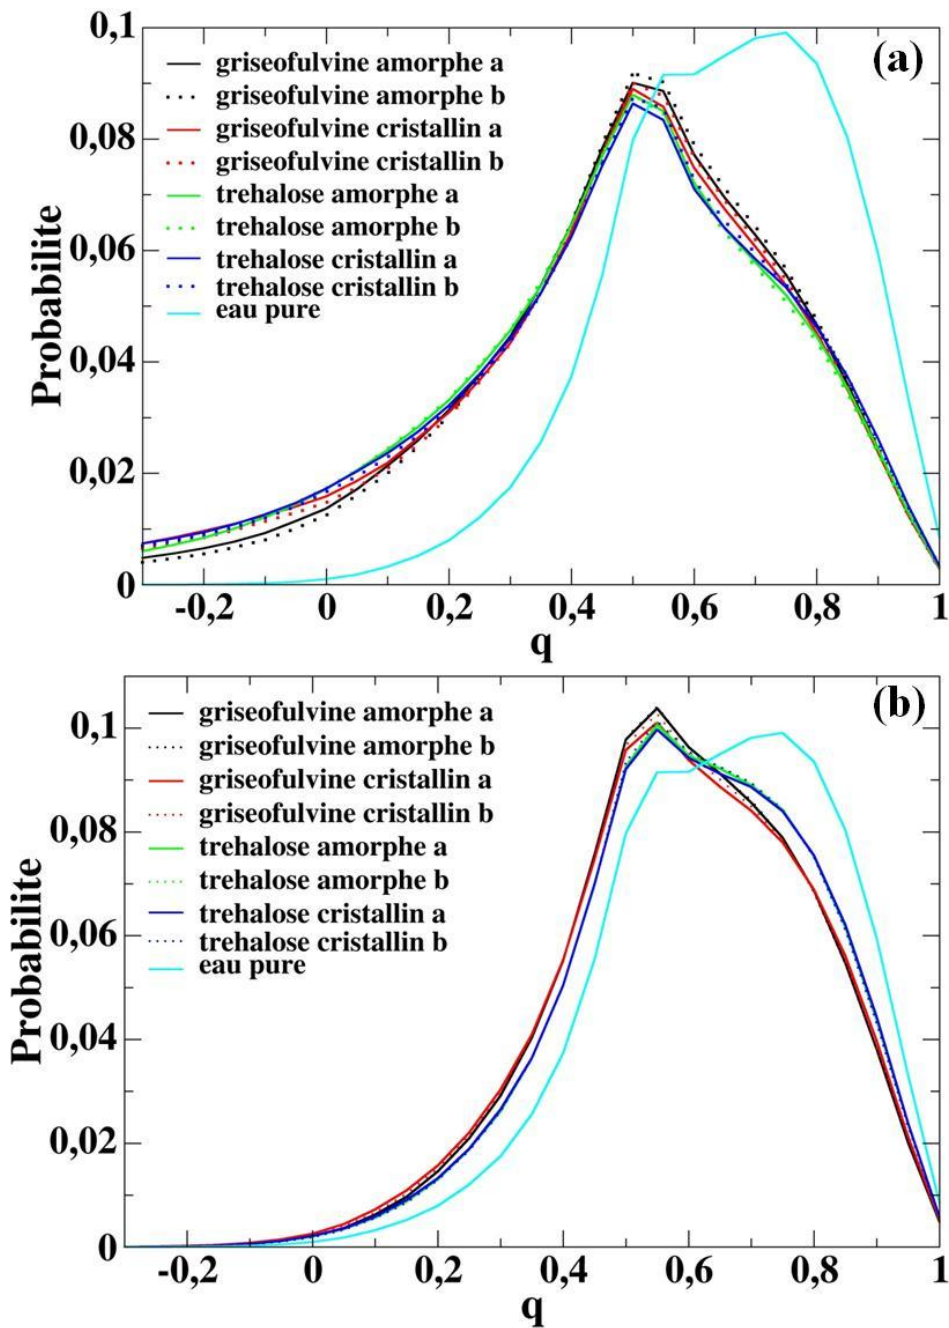 (a)
0,1
0,08
0,06
0,04
0,02
0
Probabilite
griseofulvine amorphe a
griseofulvine amorphe b
griseofulvine cristallin a
griseofulvine cristallin b
trehalose amorphe a
trehalose amorphe b
trehalose cristallin a
trehalose cristallin b
eau pure
-0,2 0 0,2 0,4 0,6 0,8 1
q
(b)
0,1
0,08
0,06
0,04
0,02
0
Probabilite
griseofulvine amorphe a
griseofulvine amorphe b
griseofulvine cristallin a
griseofulvine cristallin b
trehalose amorphe a
trehalose amorphe b
trehalose cristallin a
trehalose cristallin b
eau pure
-0,2 0 0,2 0,4 0,6 0,8 1
q